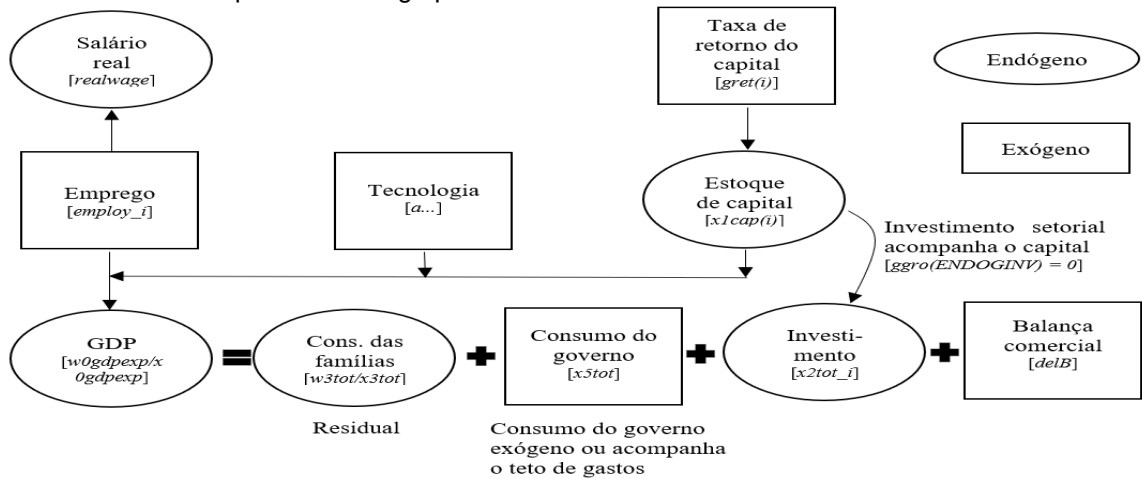 Salário
real
[realwage]
Taxa de
retorno do
capital
[gret(i)]
Endógeno
Emprego
[employ_i]
Tecnologia
[a...]
Estoque
de capital
[x1cap(i)]
Exógeno
Investimento setorial
acompanha o capital
[ggro(ENDOGINV) = 0]
GDP
[w0gdpexp/x
0gdpexp]
=
Cons. das
famílias
[w3tot/x3tot]
+
Consumo do
governo
[x5tot]
+
Investi-
mento
[x2tot_i]
+
Balança
comercial
[delB]
Residual
Consumo do governo
exógeno ou acompanha
o teto de gastos